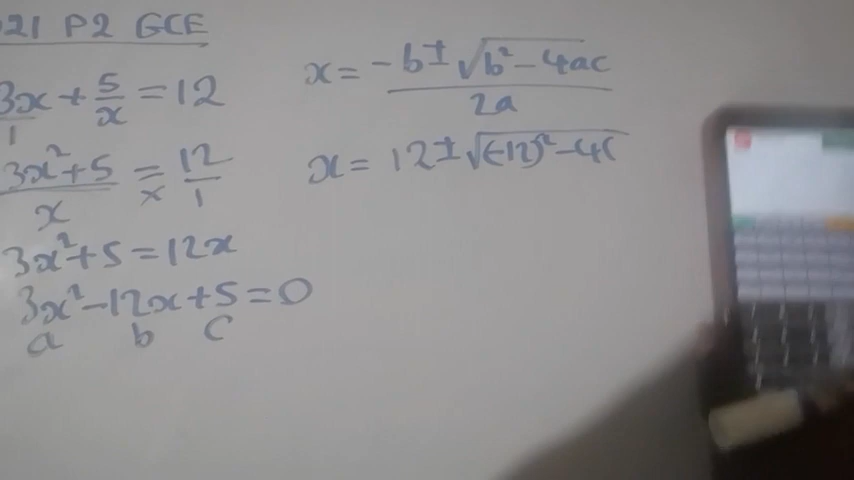 21 P2 GCE
3x + 5/x = 12
1
3x² + 5 / x = 12 / 1
x
3x² + 5 = 12x
3x² - 12x + 5 = 0
a b c
x = -b ± √b² - 4ac / 2a
x = 12 ± √(-12)² - 4(